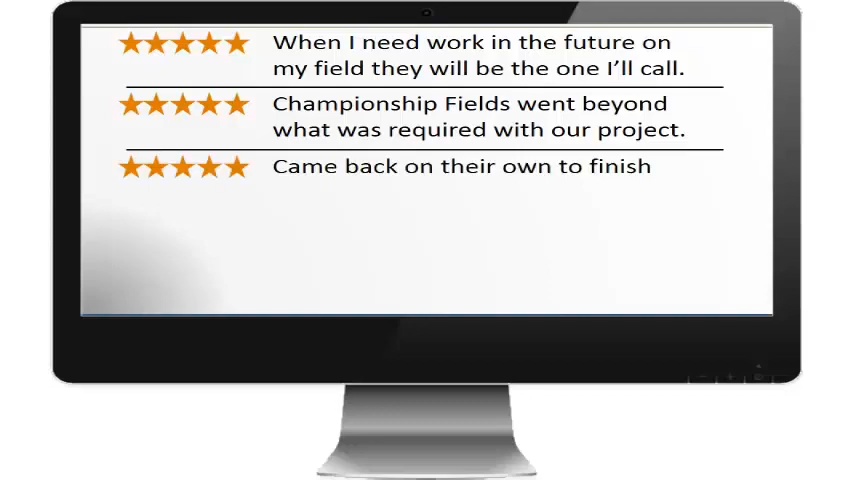 When I need work in the future on
my field they will be the one I’ll call.
Championship Fields went beyond
what was required with our project.
Came back on their own to finish